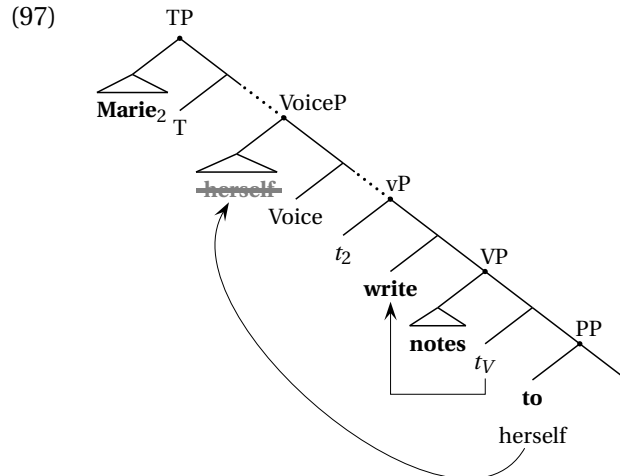 (97)
TP
Marie2
T
VoiceP
herself
Voice
vP
t2
write
VP
notes
tV
PP
to
herself